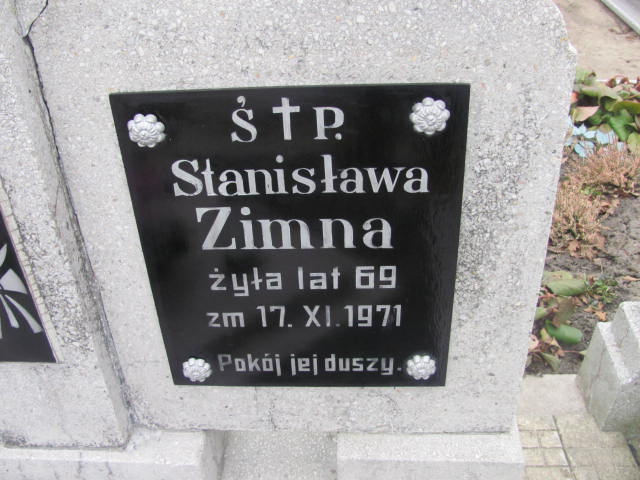 Ś✝P.
Stanisława
Zimna
żyła lat 69
zm 17. XI. 1971
Pokój jej duszy.